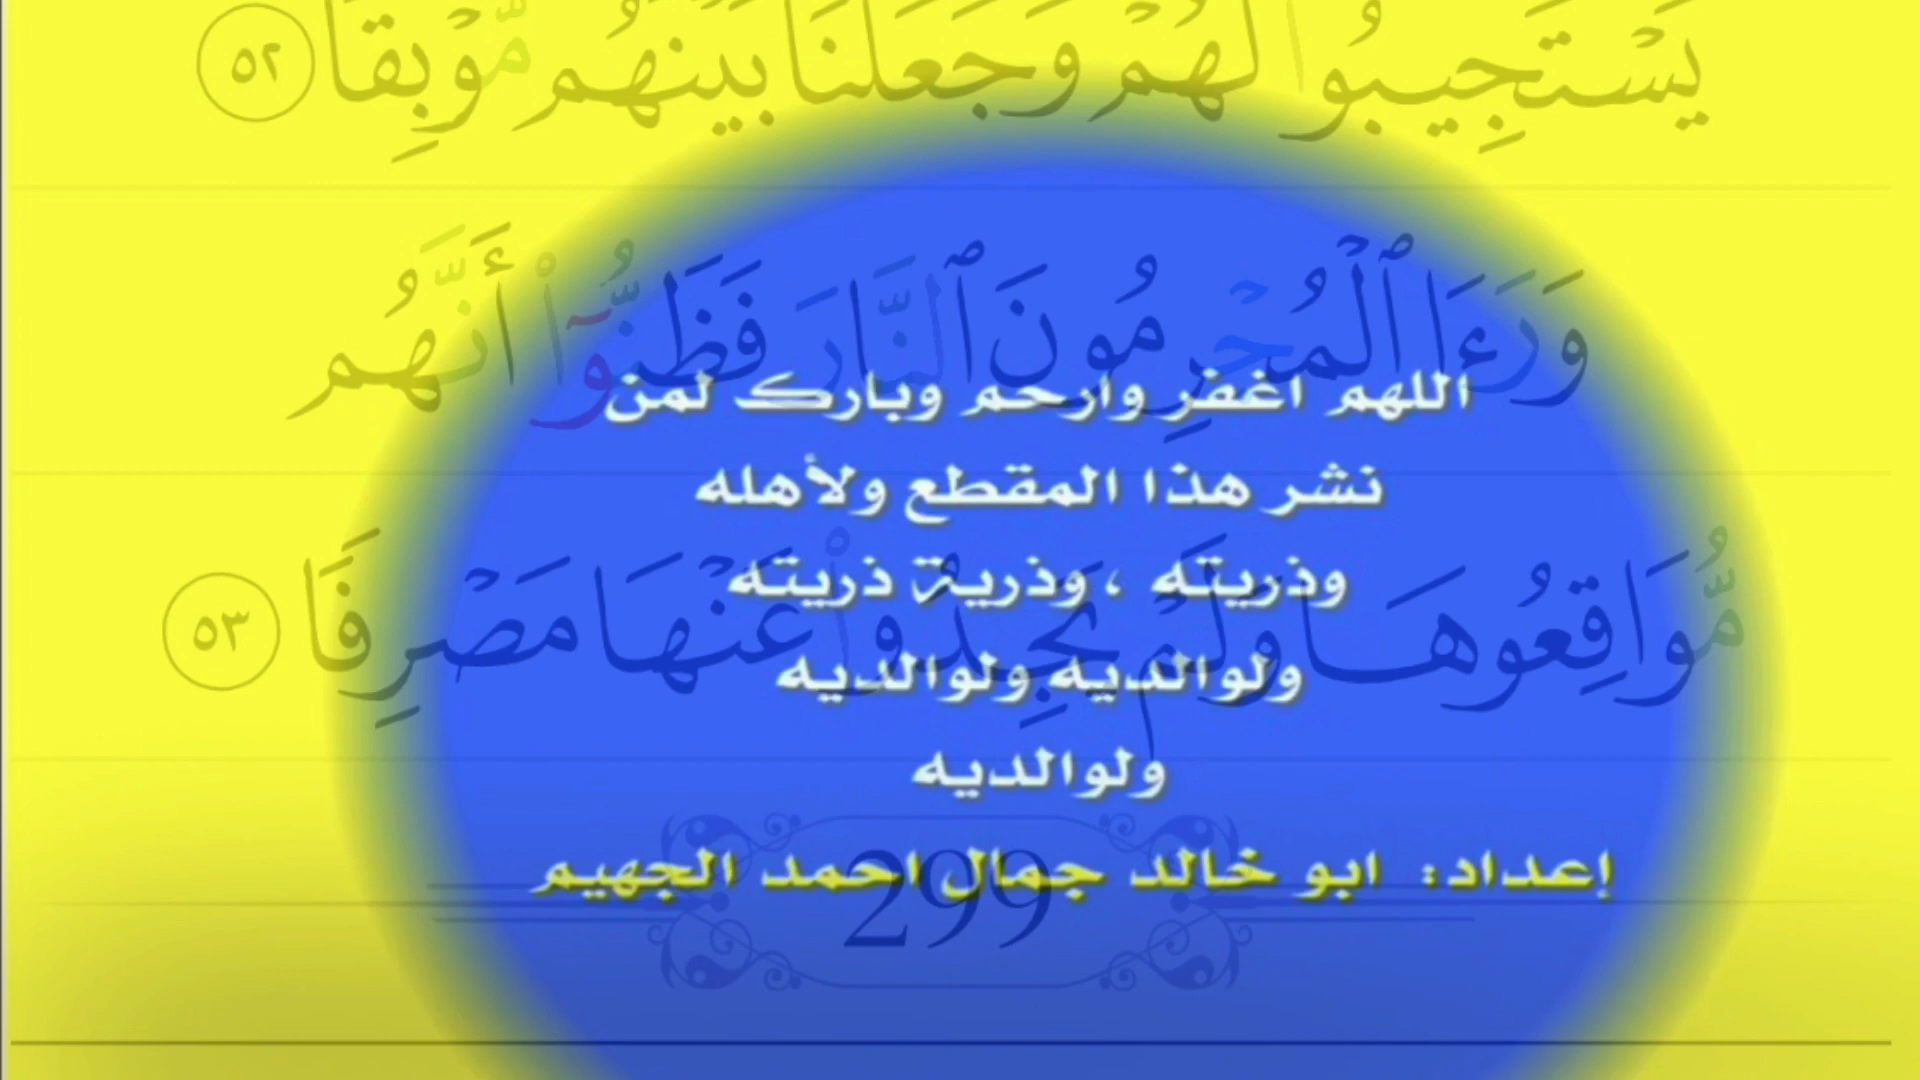 يَسْتَجِيبُوا۟ لَهُمْ وَجَعَلْنَا بَيْنَهُم مَّوْبِقًا ٥٢
وَرَءَا ٱلْمُجْرِمُونَ ٱلنَّارَ فَظَنُّوٓا۟ أَنَّهُم
اللهم اغفر وارحم وبارك لمن
نشر هذا المقطع ولأهله
وذريته ، وذرية ذريته
مُّوَاقِعُوهَا وَلَمْ يَجِدُوا۟ عَنْهَا مَصْرِفًا ٥٣
ولوالديه ولوالديه
ولوالديه
إعداد: ابو خالد جمال احمد الجهيم
299